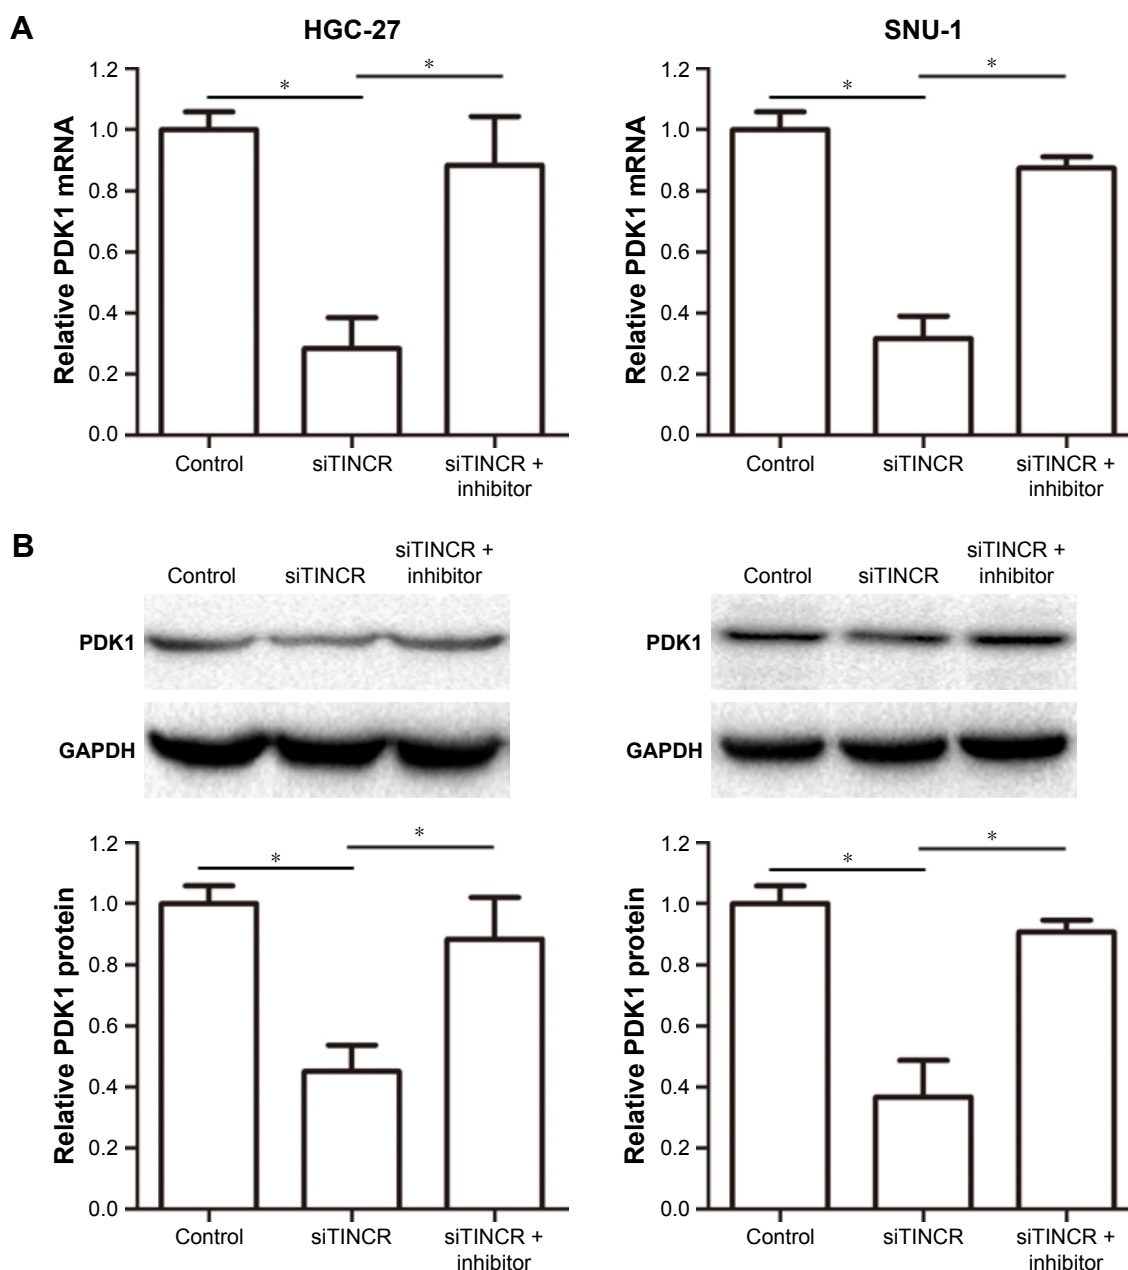 A
HGC-27
SNU-1
Relative PDK1 mRNA
1.2
1.0
0.8
0.6
0.4
0.2
0.0
*
*
Control
siTINCR
siTINCR +
inhibitor
Relative PDK1 mRNA
1.2
1.0
0.8
0.6
0.4
0.2
0.0
*
*
Control
siTINCR
siTINCR +
inhibitor
B
Control
siTINCR
siTINCR +
inhibitor
PDK1
GAPDH
Control
siTINCR
siTINCR +
inhibitor
PDK1
GAPDH
Relative PDK1 protein
1.2
1.0
0.8
0.6
0.4
0.2
0.0
*
*
Control
siTINCR
siTINCR +
inhibitor
Relative PDK1 protein
1.2
1.0
0.8
0.6
0.4
0.2
0.0
*
*
Control
siTINCR
siTINCR +
inhibitor